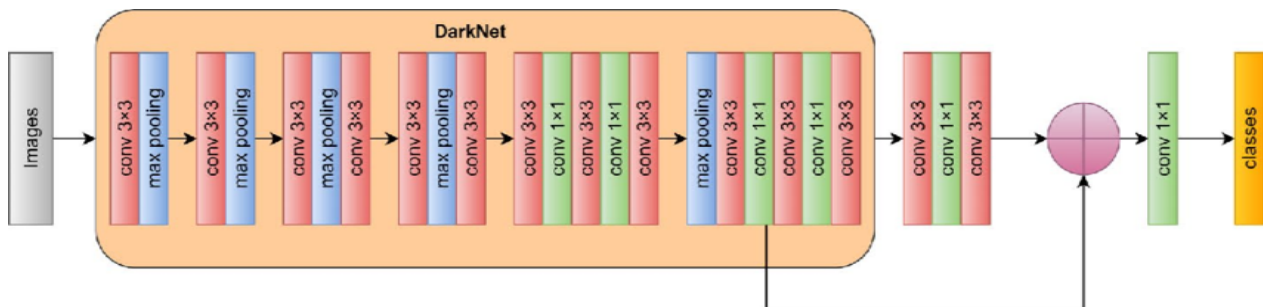 DarkNet
Images
conv 3×3
max pooling
conv 3×3
max pooling
conv 3×3
max pooling
conv 3×3
conv 3×3
max pooling
conv 3×3
conv 3×3
conv 1×1
conv 3×3
conv 1×1
conv 3×3
max pooling
conv 3×3
conv 1×1
conv 3×3
conv 1×1
conv 3×3
conv 3×3
conv 1×1
conv 3×3
conv 1×1
classes